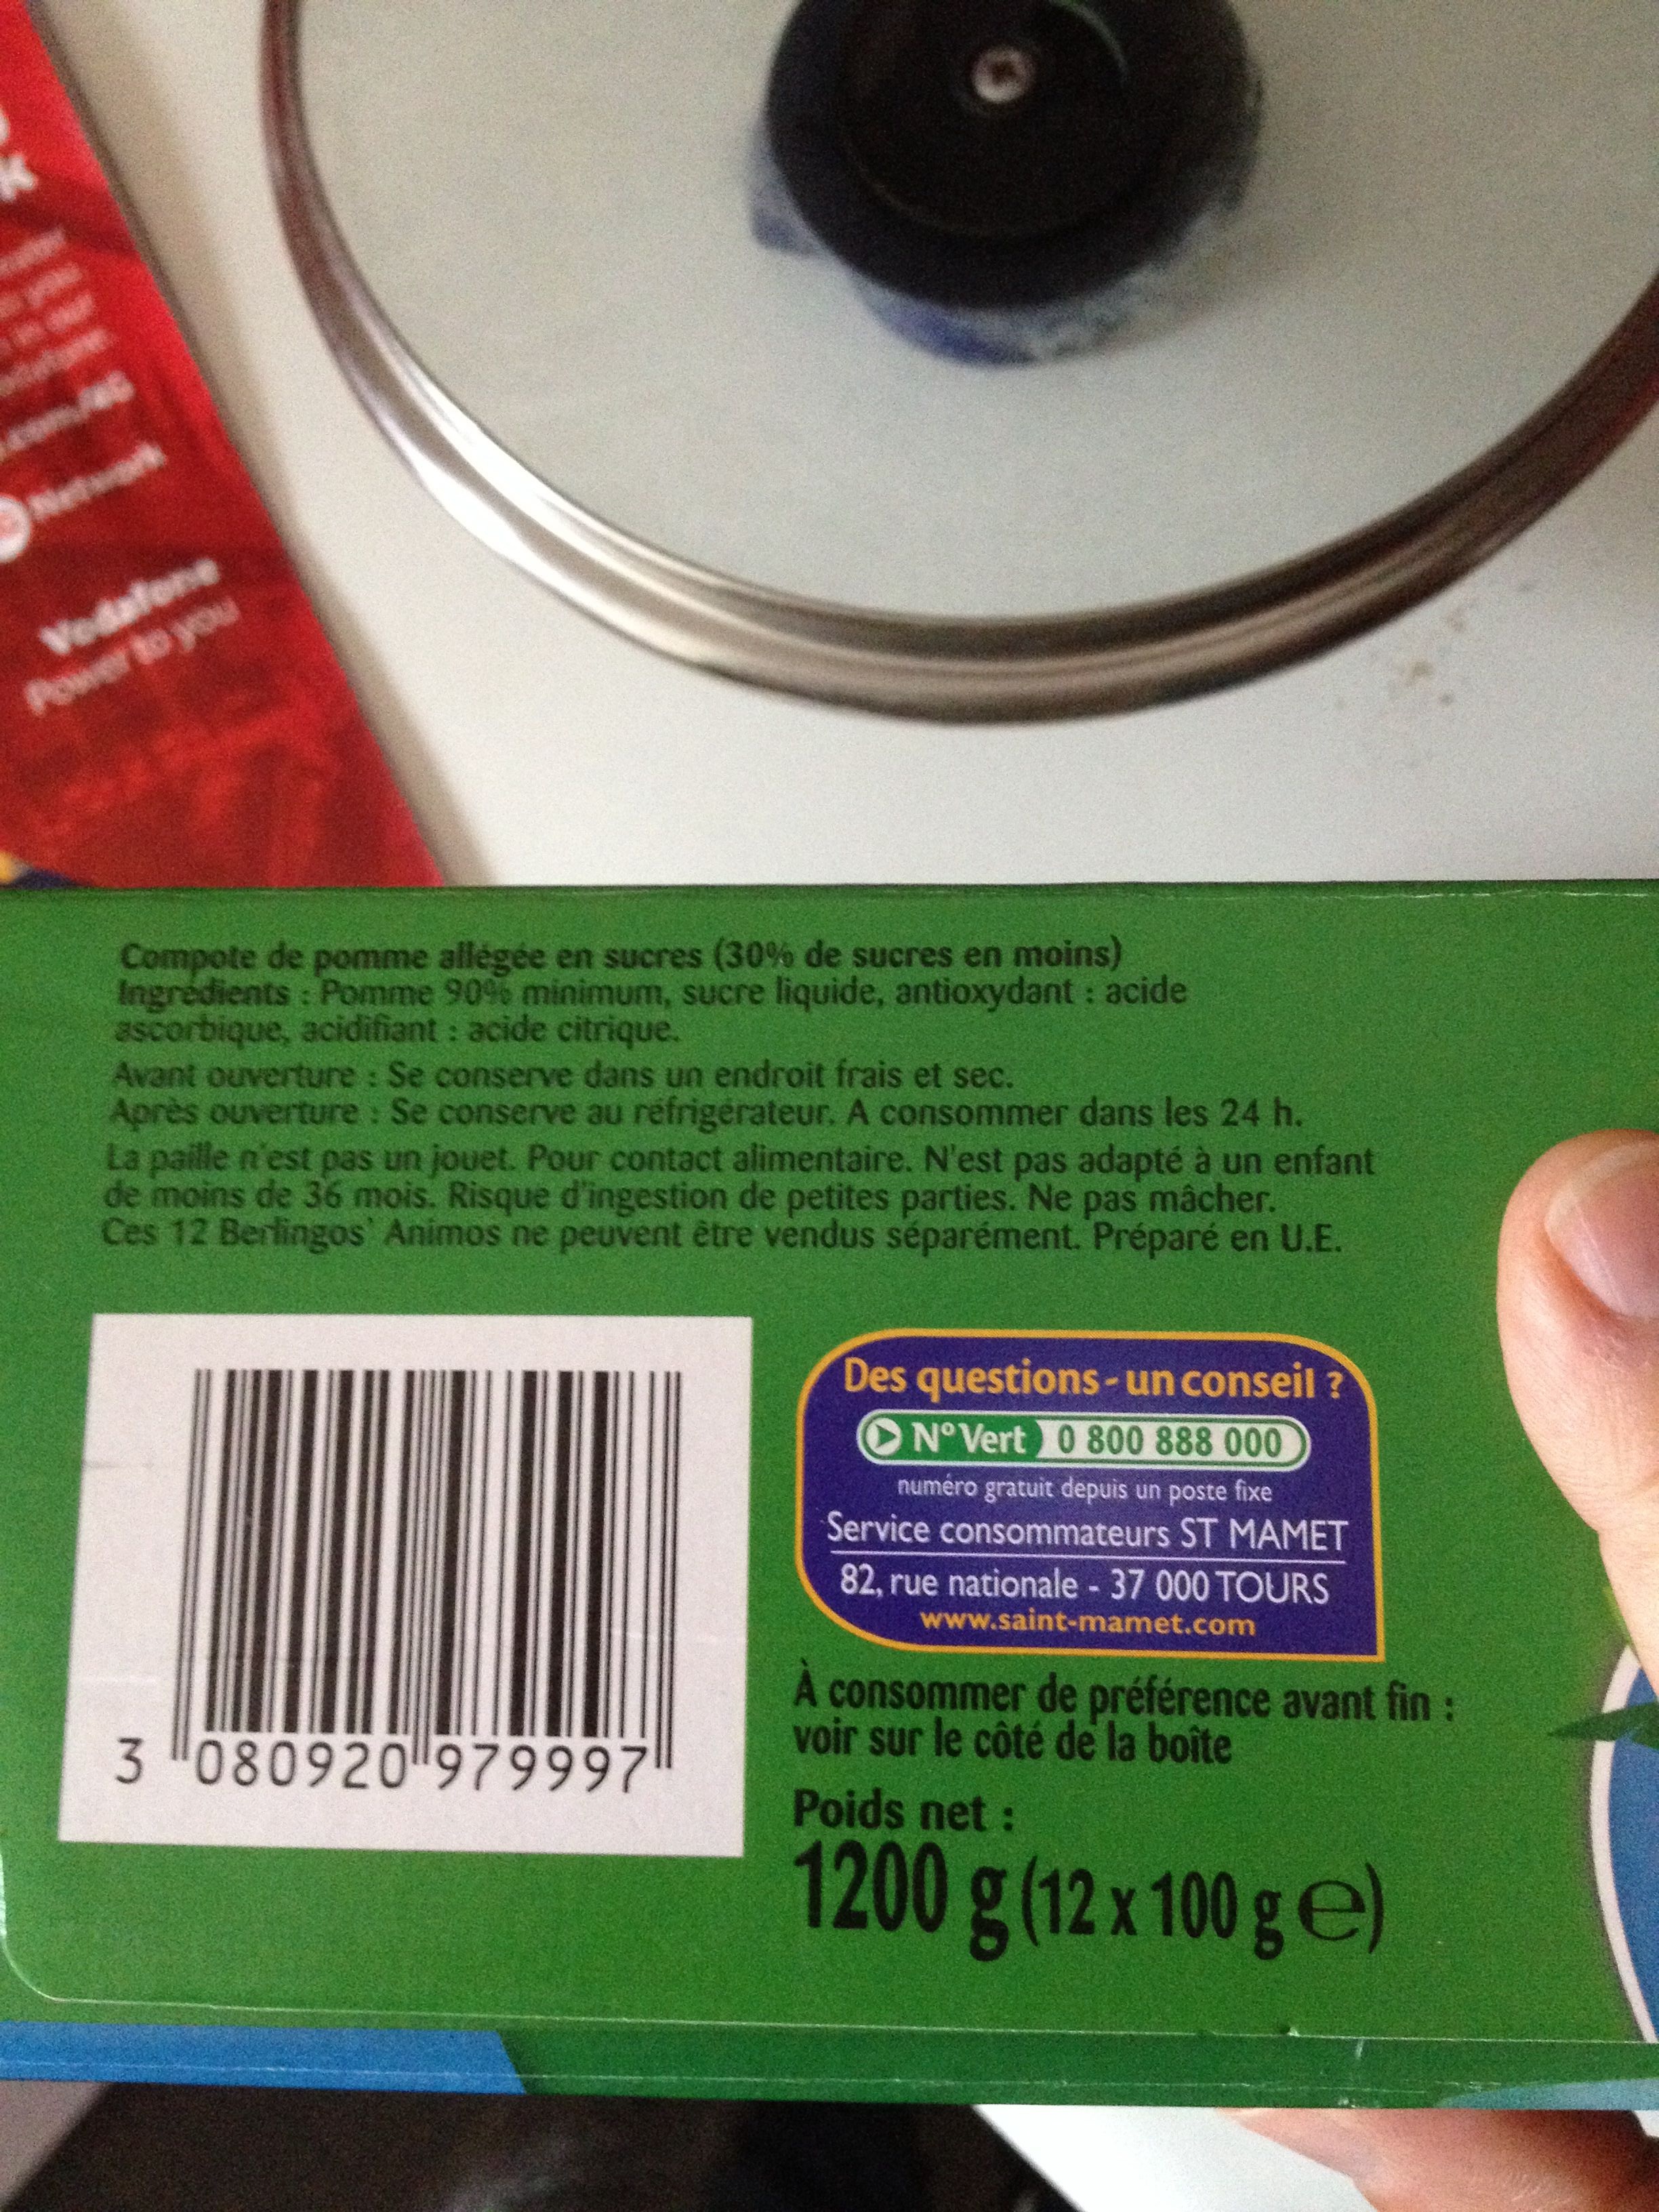 Network
Vodafone
Power to you
Compote de pomme allégée en sucres (30% de sucres en moins)
Ingrédients : Pomme 90% minimum, sucre liquide, antioxydant : acide
ascorbique, acidifiant : acide citrique.
Avant ouverture : Se conserve dans un endroit frais et sec.
Après ouverture : Se conserve au réfrigérateur. A consommer dans les 24 h.
La paille n'est pas un jouet. Pour contact alimentaire. N'est pas adapté à un enfant
de moins de 36 mois. Risque d'ingestion de petites parties. Ne pas mâcher.
Ces 12 Berlingos' Animos ne peuvent être vendus séparément. Préparé en U.E.
3 080920 979997
Des questions - un conseil ?
N° Vert 0 800 888 000
numéro gratuit depuis un poste fixe
Service consommateurs ST MAMET
82, rue nationale - 37 000 TOURS
www.saint-mamet.com
À consommer de préférence avant fin :
voir sur le côté de la boîte
Poids net :
1200 g (12 x 100 g e)